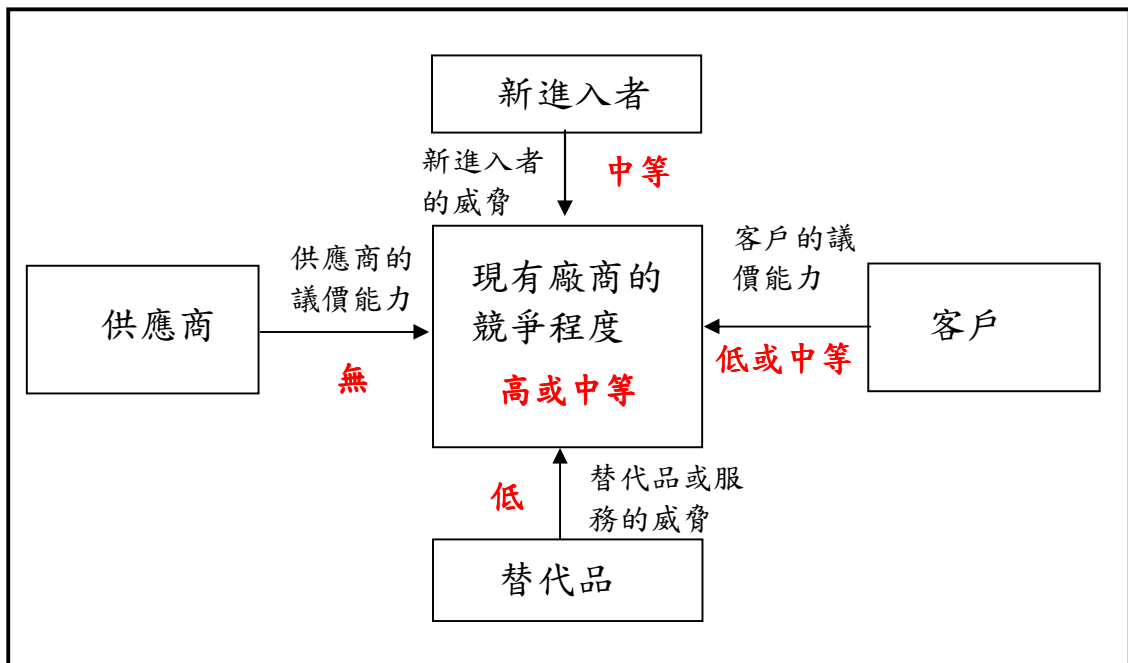 新進入者
新進入者
的威脅
中等
供應商的
議價能力
客戶的議
價能力
供應商
現有廠商的
競爭程度
客戶
無
高或中等
低或中等
低
替代品或服
務的威脅
替代品